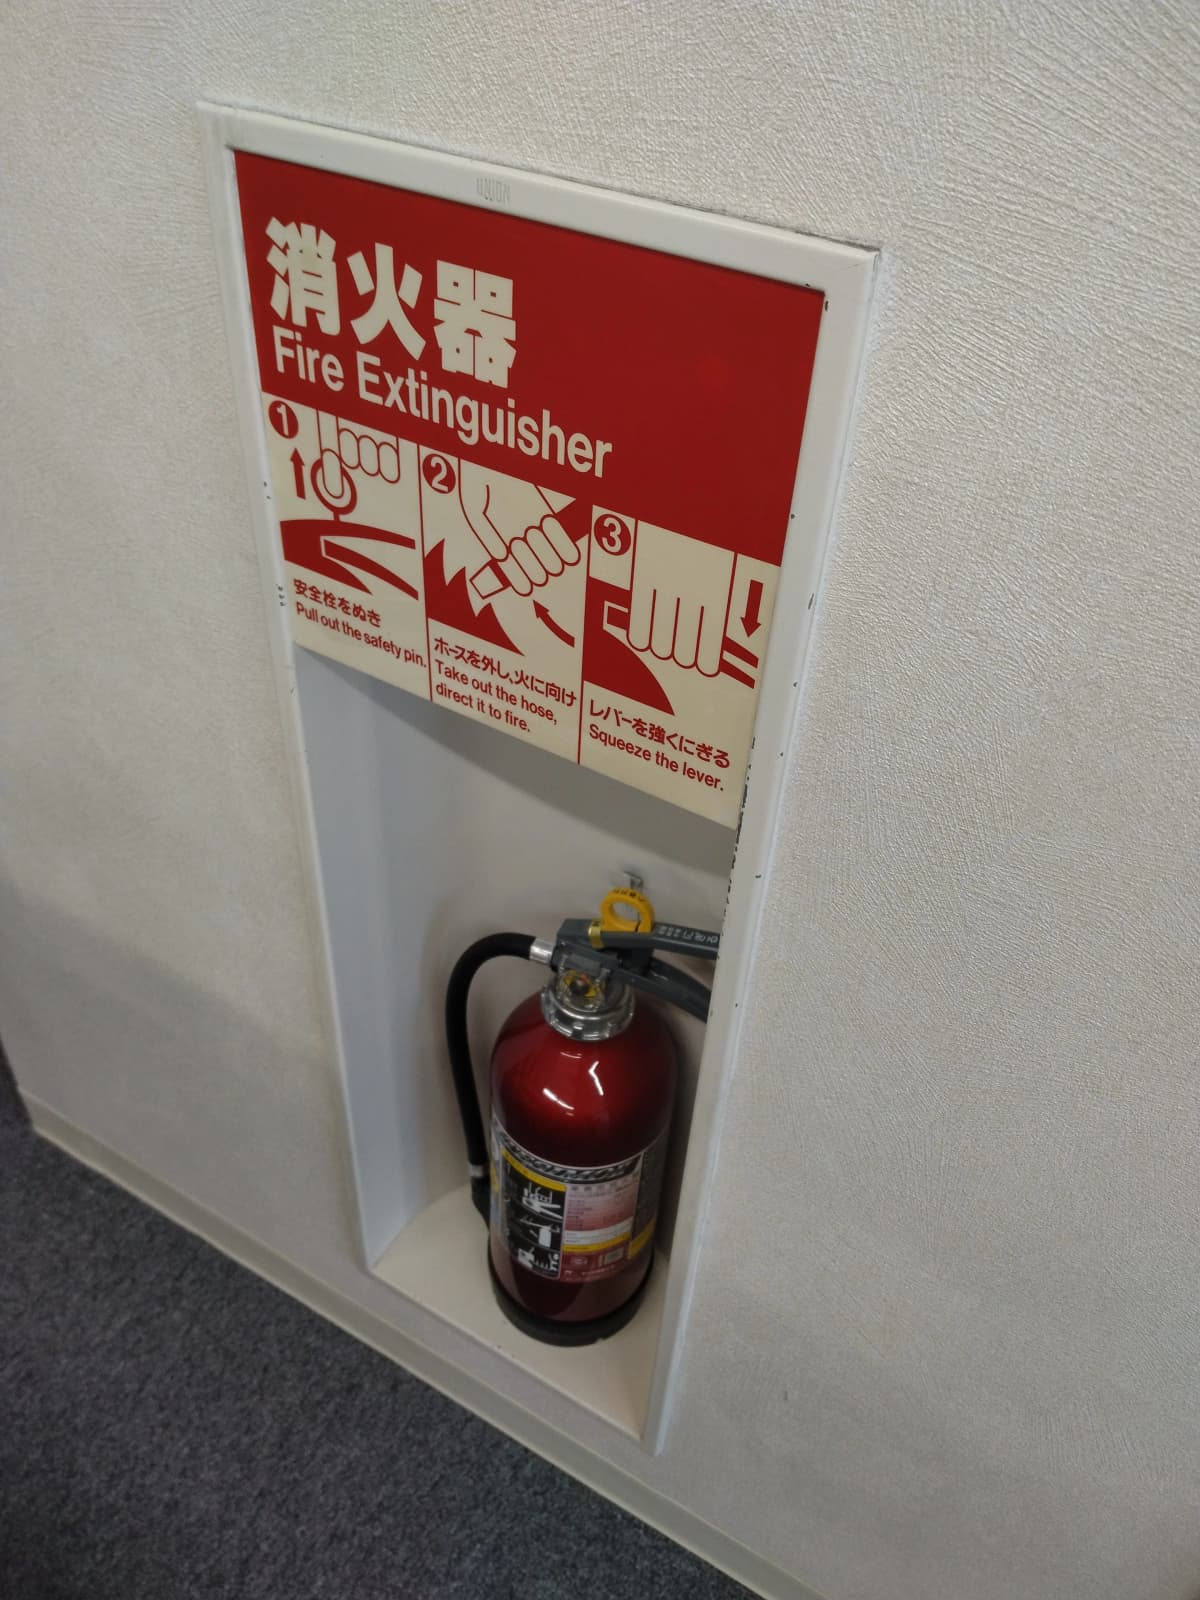 UNION
消火器
Fire Extinguisher
1
安全栓をぬき
Pull out the safety pin.
2
ホースを外し、火に向け
Take out the hose,
direct it to fire.
3
レバーを強くにぎる
Squeeze the lever.